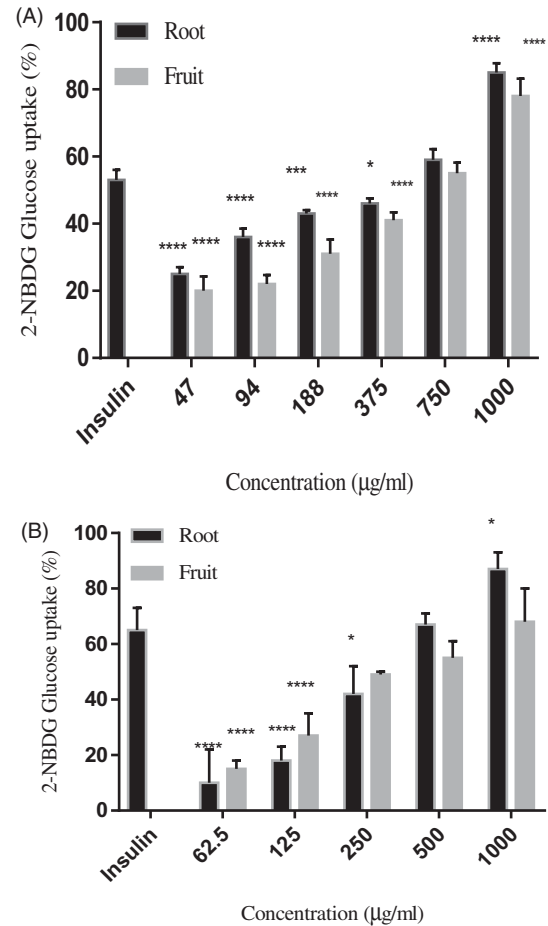 (A)
100
80
60
40
20
0
2-NBDG Glucose uptake (%)
Root
Fruit
**** **** **** **** *** **** * **** **** ****
Insulin 47 94 188 375 750 1000
Concentration (µg/ml)
(B)
100
80
60
40
20
0
2-NBDG Glucose uptake (%)
Root
Fruit
**** **** **** **** * *
Insulin 62.5 125 250 500 1000
Concentration (µg/ml)